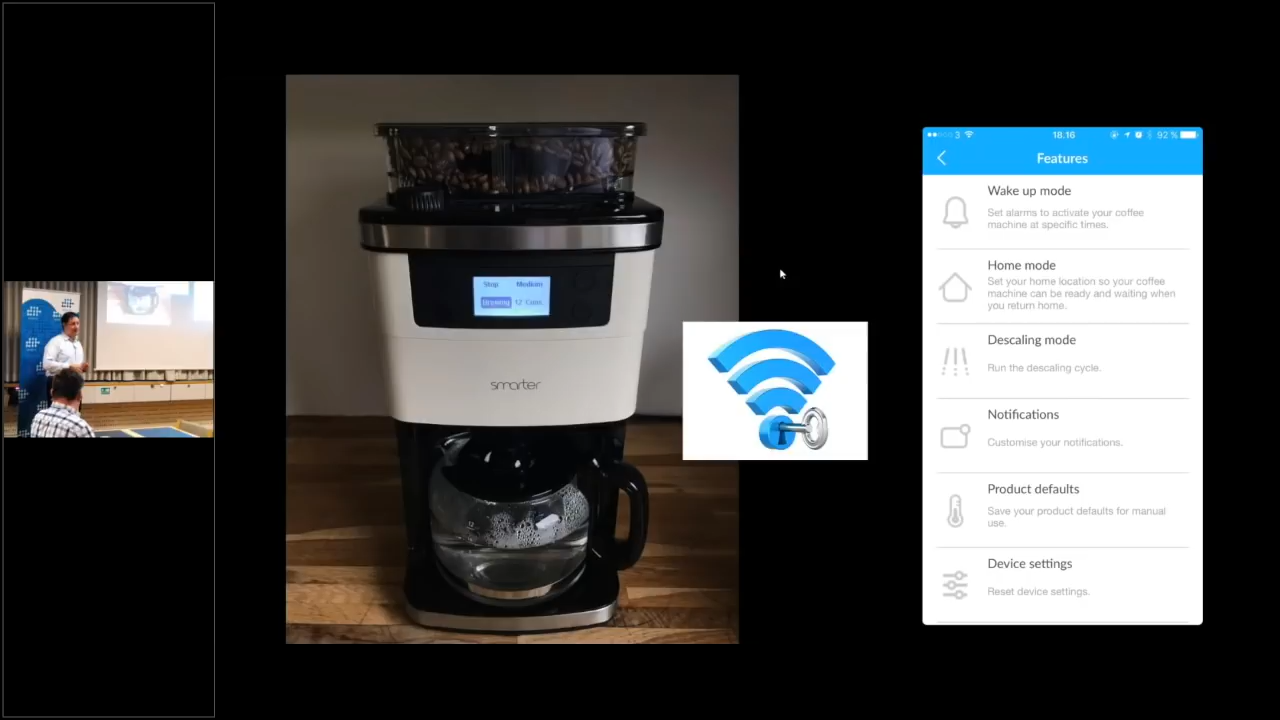 Stop Medium
Brewing 12 Cups
smarter
3 18.16 92 %
Features
Wake up mode
Set alarms to activate your coffee
machine at specific times.
Home mode
Set your home location so your coffee
machine can be ready and waiting when
you return home.
Descaling mode
Run the descaling cycle.
Notifications
Customise your notifications.
Product defaults
Save your product defaults for manual
use.
Device settings
Reset device settings.